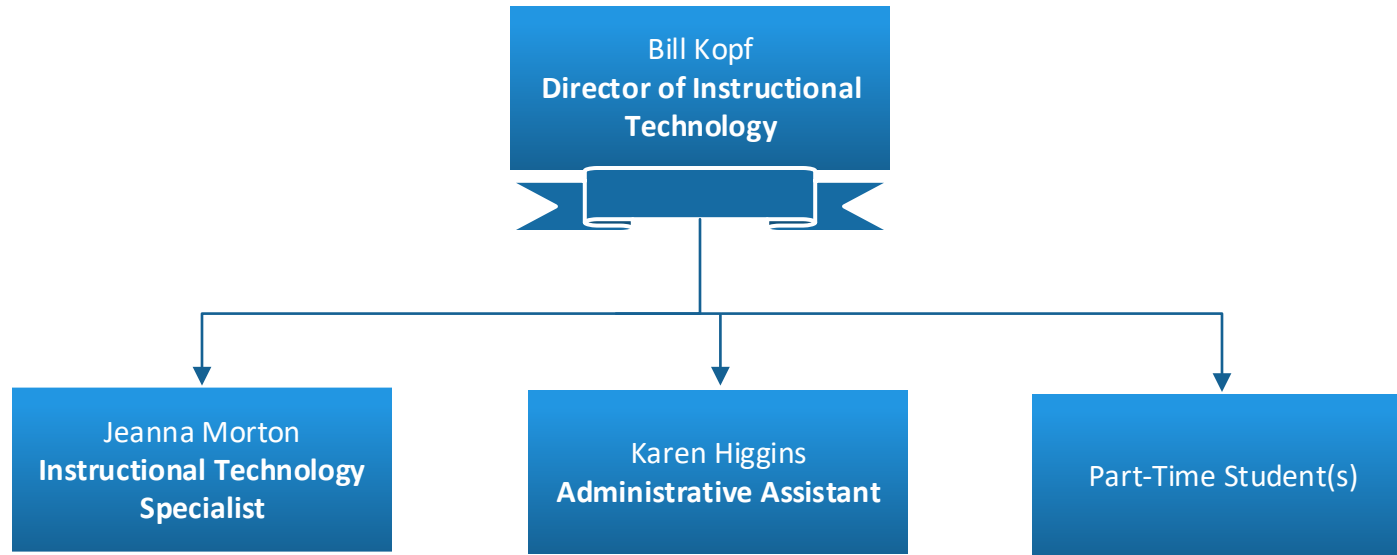 Bill Kopf
Director of Instructional
Technology
Jeanna Morton
Instructional Technology
Specialist
Karen Higgins
Administrative Assistant
Part-Time Student(s)